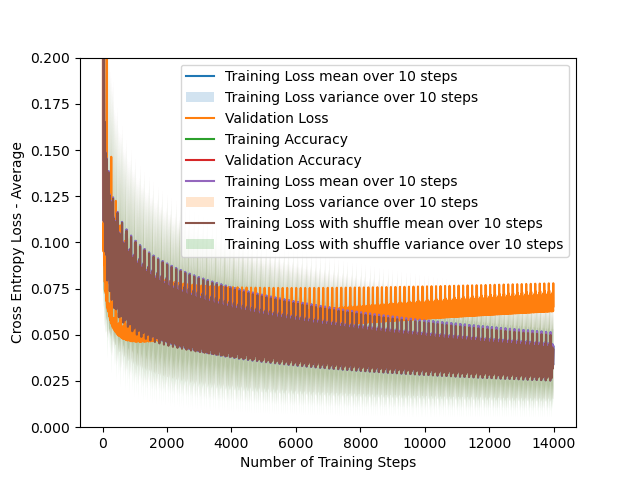 0.200
0.175
0.150
0.125
0.100
0.075
0.050
0.025
0.000
Cross Entropy Loss - Average
Training Loss mean over 10 steps
Training Loss variance over 10 steps
Validation Loss
Training Accuracy
Validation Accuracy
Training Loss mean over 10 steps
Training Loss variance over 10 steps
Training Loss with shuffle mean over 10 steps
Training Loss with shuffle variance over 10 steps
0 2000 4000 6000 8000 10000 12000 14000
Number of Training Steps